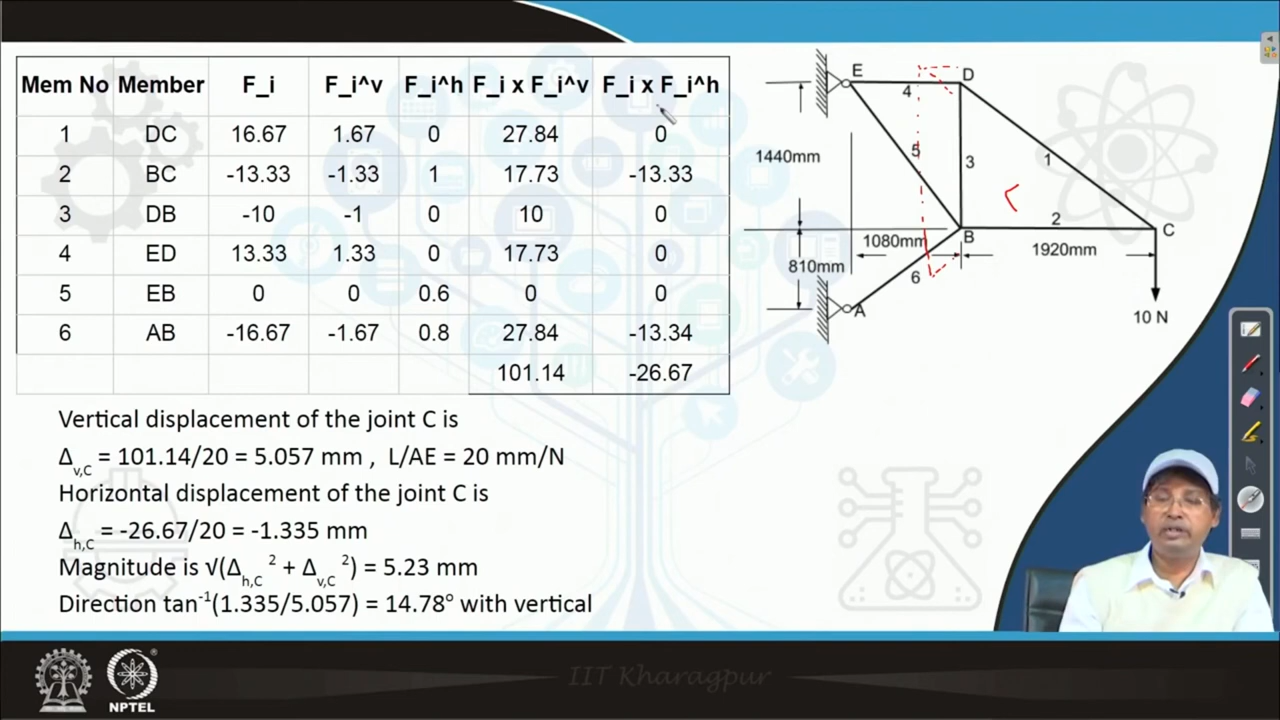 Mem No Member F_i F_i^v F_i^h F_i x F_i^v F_i x F_i^h
1 DC 16.67 1.67 0 27.84 0
2 BC -13.33 -1.33 1 17.73 -13.33
3 DB -10 -1 0 10 0
4 ED 13.33 1.33 0 17.73 0
5 EB 0 0 0.6 0 0
6 AB -16.67 -1.67 0.8 27.84 -13.34
101.14 -26.67
Vertical displacement of the joint C is
Δv,C = 101.14/20 = 5.057 mm , L/AE = 20 mm/N
Horizontal displacement of the joint C is
Δh,C = -26.67/20 = -1.335 mm
Magnitude is √(Δh,C 2 + Δv,C 2) = 5.23 mm
Direction tan-1(1.335/5.057) = 14.78° with vertical
E
D
4
1440mm
5
3
1
2
B
C
1080mm
1920mm
810mm
6
A
10 N
IIT Kharagpur
NPTEL